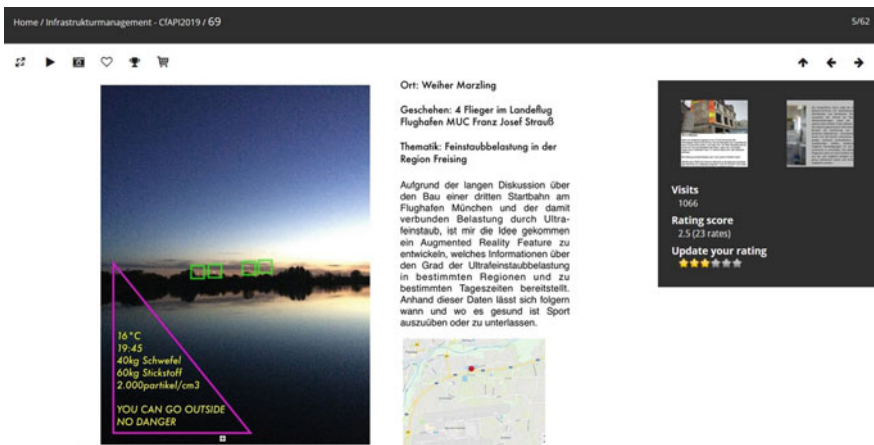 Home / Infrastrukturmanagement - CfAPI2019 / 69
5/62
Ort: Weiher Marzling
Geschehen: 4 Flieger im Landeflug
Flughafen MUC Franz Josef Strauß
Thematik: Feinstaubbelastung in der
Region Freising
Aufgrund der langen Diskussion über
den Bau einer dritten Startbahn am
Flughafen München und der damit
verbunden Belastung durch Ultra-
feinstaub, ist mir die Idee gekommen
ein Augmented Reality Feature zu
entwickeln, welches Informationen über
den Grad der Ultrafeinstaubbelastung
in bestimmten Regionen und zu
bestimmten Tageszeiten bereitstellt.
Anhand dieser Daten lässt sich folgern
wann und wo es gesund ist Sport
auszuüben oder zu unterlassen.
16°C
19:45
40kg Schwefel
60kg Stickstoff
2.000partikel/cm3
YOU CAN GO OUTSIDE
NO DANGER
Visits
1066
Rating score
2.5 (23 rates)
Update your rating